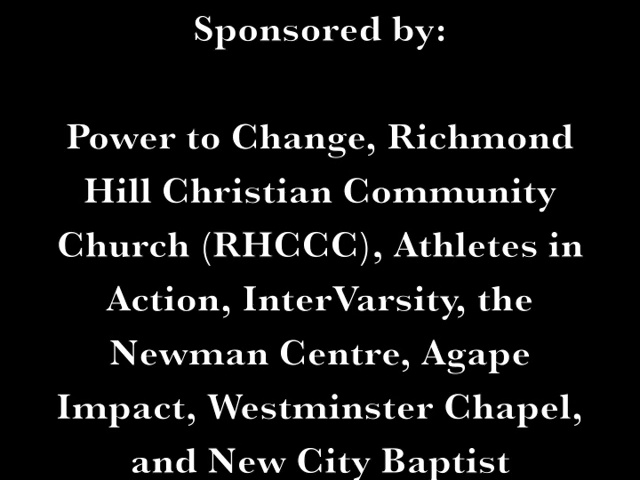 Sponsored by:
Power to Change, Richmond
Hill Christian Community
Church (RHCCC), Athletes in
Action, InterVarsity, the
Newman Centre, Agape
Impact, Westminster Chapel,
and New City Baptist